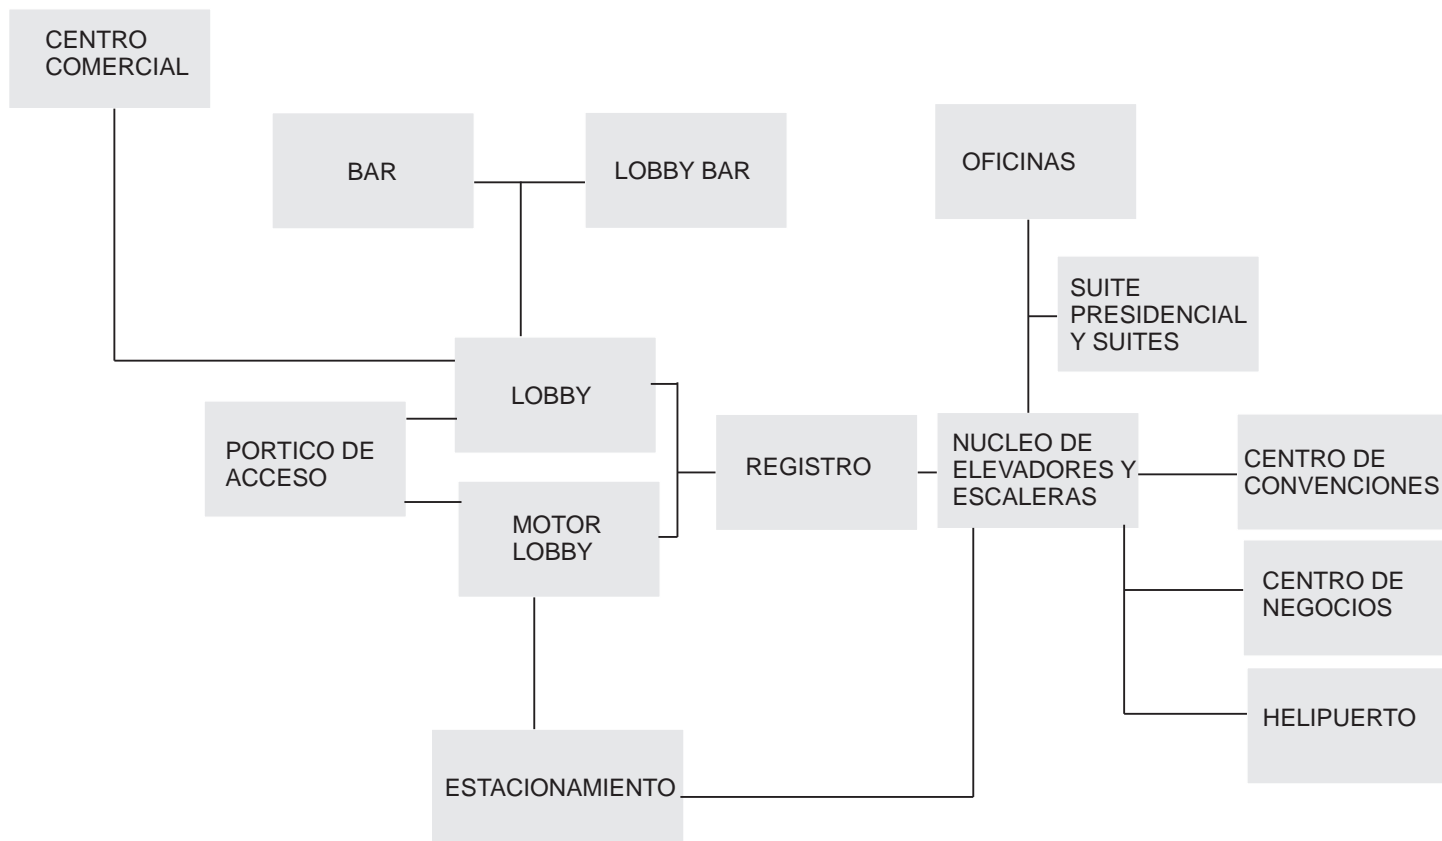 CENTRO
COMERCIAL
BAR
LOBBY BAR
OFICINAS
SUITE
PRESIDENCIAL
Y SUITES
LOBBY
PORTICO DE
ACCESO
REGISTRO
NUCLEO DE
ELEVADORES Y
ESCALERAS
CENTRO DE
CONVENCIONES
MOTOR
LOBBY
CENTRO DE
NEGOCIOS
HELIPUERTO
ESTACIONAMIENTO